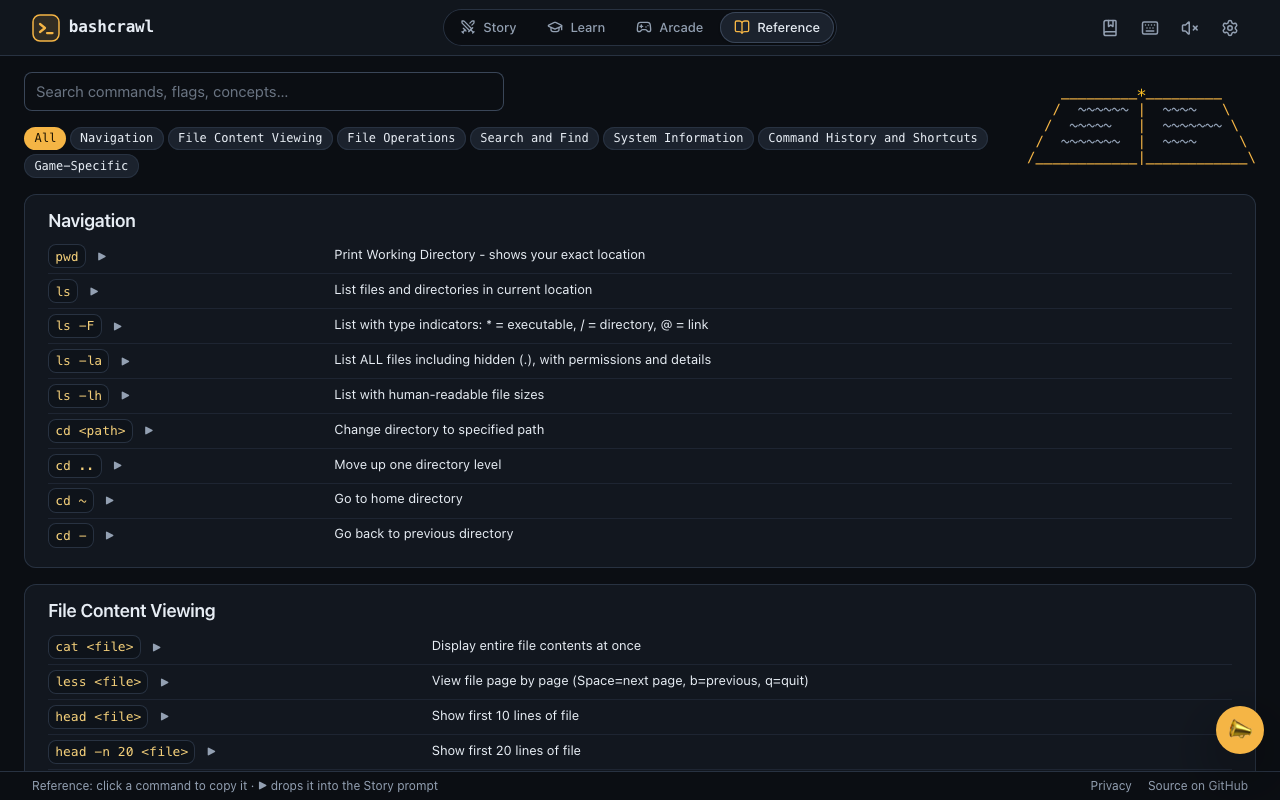 bashcrawl
Story
Learn
Arcade
Reference
Search commands, flags, concepts…
All
Navigation
File Content Viewing
File Operations
Search and Find
System Information
Command History and Shortcuts
Game-Specific
Navigation
pwd ▶ Print Working Directory - shows your exact location
ls ▶ List files and directories in current location
ls -F ▶ List with type indicators: * = executable, / = directory, @ = link
ls -la ▶ List ALL files including hidden (.), with permissions and details
ls -lh ▶ List with human-readable file sizes
cd <path> ▶ Change directory to specified path
cd .. ▶ Move up one directory level
cd ~ ▶ Go to home directory
cd - ▶ Go back to previous directory
File Content Viewing
cat <file> ▶ Display entire file contents at once
less <file> ▶ View file page by page (Space=next page, b=previous, q=quit)
head <file> ▶ Show first 10 lines of file
head -n 20 <file> ▶ Show first 20 lines of file
Reference: click a command to copy it · ▶ drops it into the Story prompt
Privacy
Source on GitHub